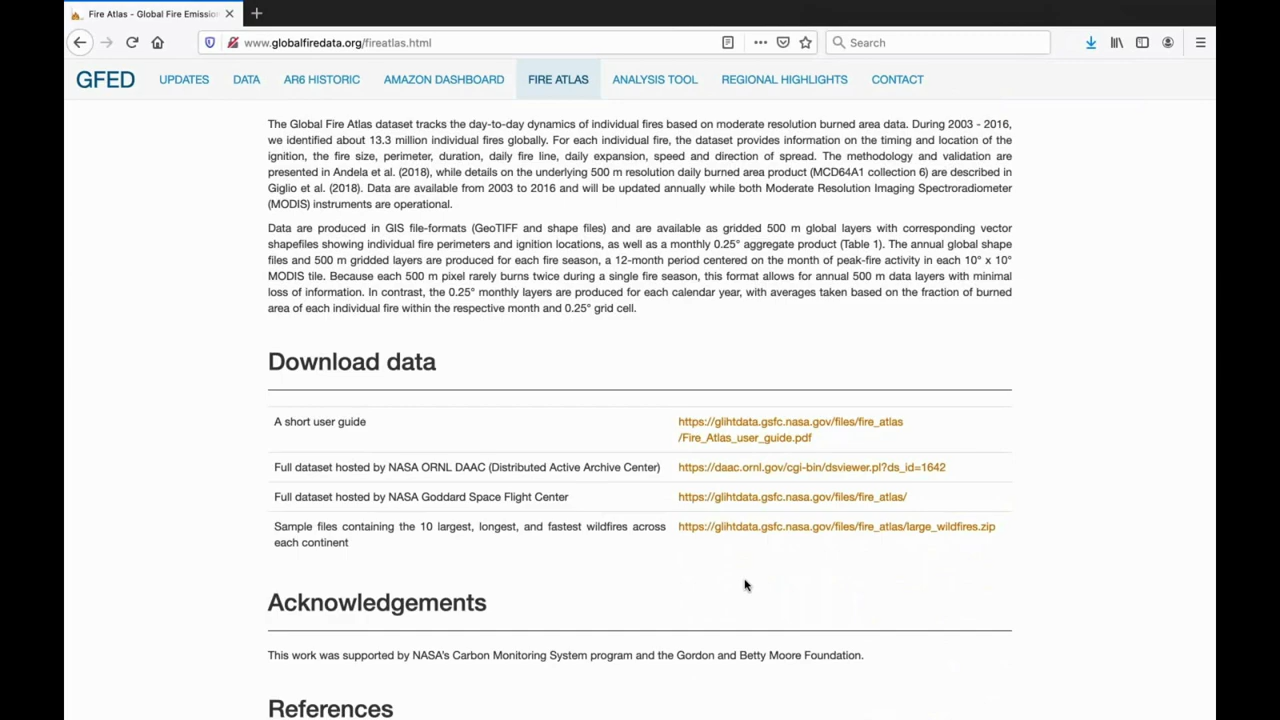 Fire Atlas - Global Fire Emission
www.globalfiredata.org/fireatlas.html
Search
GFED UPDATES DATA AR6 HISTORIC AMAZON DASHBOARD FIRE ATLAS ANALYSIS TOOL REGIONAL HIGHLIGHTS CONTACT
The Global Fire Atlas dataset tracks the day-to-day dynamics of individual fires based on moderate resolution burned area data. During 2003 - 2016,
we identified about 13.3 million individual fires globally. For each individual fire, the dataset provides information on the timing and location of the
ignition, the fire size, perimeter, duration, daily fire line, daily expansion, speed and direction of spread. The methodology and validation are
presented in Andela et al. (2018), while details on the underlying 500 m resolution daily burned area product (MCD64A1 collection 6) are described in
Giglio et al. (2018). Data are available from 2003 to 2016 and will be updated annually while both Moderate Resolution Imaging Spectroradiometer
(MODIS) instruments are operational.
Data are produced in GIS file-formats (GeoTIFF and shape files) and are available as gridded 500 m global layers with corresponding vector
shapefiles showing individual fire perimeters and ignition locations, as well as a monthly 0.25° aggregate product (Table 1). The annual global shape
files and 500 m gridded layers are produced for each fire season, a 12-month period centered on the month of peak-fire activity in each 10° x 10°
MODIS tile. Because each 500 m pixel rarely burns twice during a single fire season, this format allows for annual 500 m data layers with minimal
loss of information. In contrast, the 0.25° monthly layers are produced for each calendar year, with averages taken based on the fraction of burned
area of each individual fire within the respective month and 0.25° grid cell.
Download data
A short user guide https://glihtdata.gsfc.nasa.gov/files/fire_atlas
/Fire_Atlas_user_guide.pdf
Full dataset hosted by NASA ORNL DAAC (Distributed Active Archive Center) https://daac.ornl.gov/cgi-bin/dsviewer.pl?ds_id=1642
Full dataset hosted by NASA Goddard Space Flight Center https://glihtdata.gsfc.nasa.gov/files/fire_atlas/
Sample files containing the 10 largest, longest, and fastest wildfires across https://glihtdata.gsfc.nasa.gov/files/fire_atlas/large_wildfires.zip
each continent
Acknowledgements
This work was supported by NASA's Carbon Monitoring System program and the Gordon and Betty Moore Foundation.
References